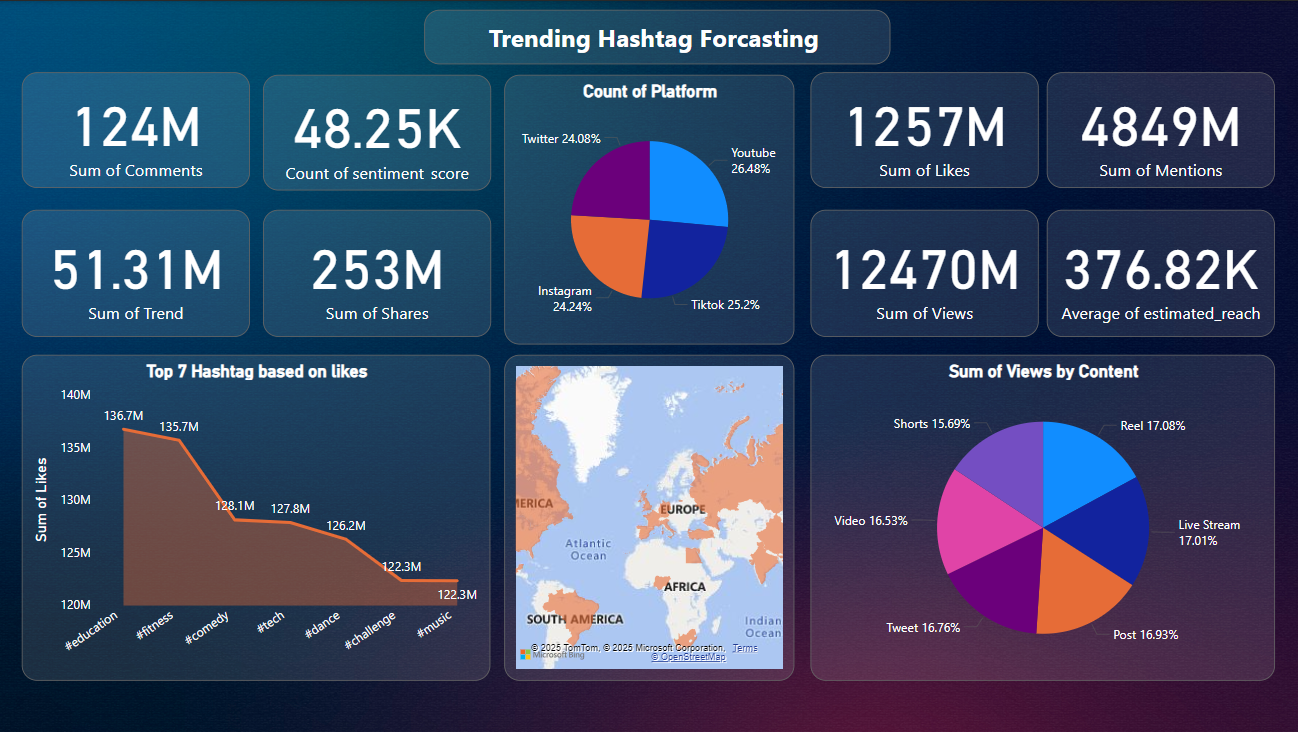 Trending Hashtag Forcasting
124M
Sum of Comments
48.25K
Count of sentiment score
51.31M
Sum of Trend
253M
Sum of Shares
Count of Platform
Twitter 24.08%
Youtube
26.48%
Instagram
24.24%
Tiktok 25.2%
1257M
Sum of Likes
4849M
Sum of Mentions
12470M
Sum of Views
376.82K
Average of estimated_reach
Top 7 Hashtag based on likes
Sum of Likes
140M
135M
130M
125M
120M
136.7M
135.7M
128.1M
127.8M
126.2M
122.3M
122.3M
#education
#fitness
#comedy
#tech
#dance
#challenge
#music
MERICA
EUROPE
Atlantic
Ocean
AFRICA
SOUTH AMERICA
Indian
Ocean
© 2025 TomTom, © 2025 Microsoft Corporation, Terms
Microsoft Bing
© OpenStreetMap
Sum of Views by Content
Shorts 15.69%
Reel 17.08%
Video 16.53%
Live Stream
17.01%
Tweet 16.76%
Post 16.93%